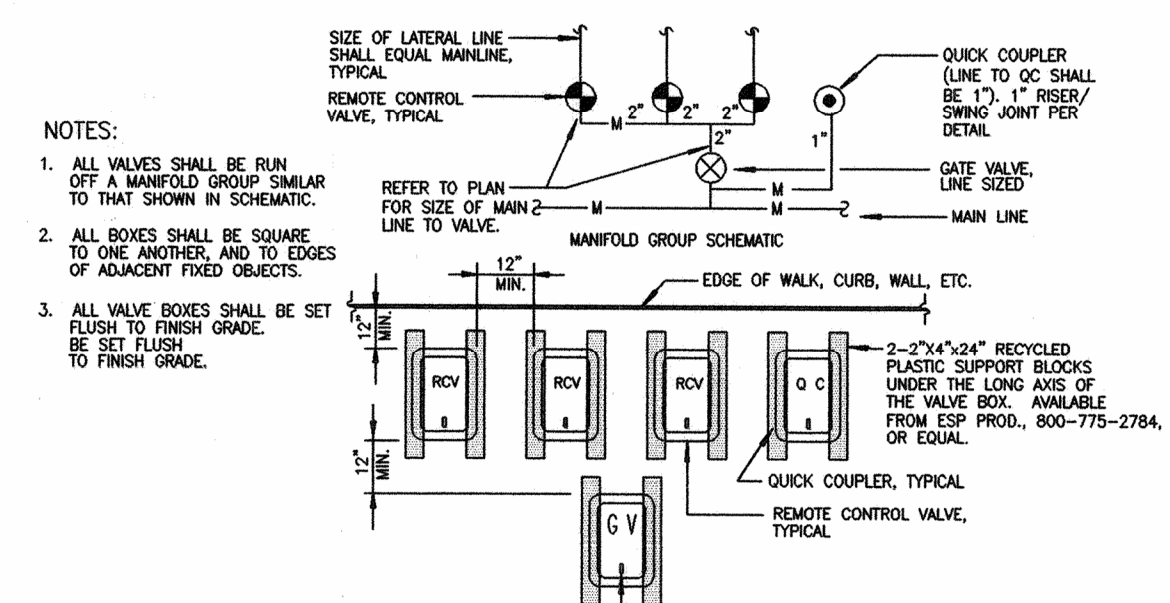 NOTES:
1. ALL VALVES SHALL BE RUN
OFF A MANIFOLD GROUP SIMILAR
TO THAT SHOWN IN SCHEMATIC.
2. ALL BOXES SHALL BE SQUARE
TO ONE ANOTHER, AND TO EDGES
OF ADJACENT FIXED OBJECTS.
3. ALL VALVE BOXES SHALL BE SET
FLUSH TO FINISH GRADE.
BE SET FLUSH
TO FINISH GRADE.
SIZE OF LATERAL LINE
SHALL EQUAL MAINLINE,
TYPICAL
REMOTE CONTROL
VALVE, TYPICAL
REFER TO PLAN
FOR SIZE OF MAIN
LINE TO VALVE.
M 2" 2" 2"
2"
1"
M
M M
QUICK COUPLER
(LINE TO QC SHALL
BE 1"). 1" RISER/
SWING JOINT PER
DETAIL
GATE VALVE,
LINE SIZED
MAIN LINE
MANIFOLD GROUP SCHEMATIC
12"
MIN.
EDGE OF WALK, CURB, WALL, ETC.
12"
MIN.
RCV RCV RCV Q C
2-2"X4"x24" RECYCLED
PLASTIC SUPPORT BLOCKS
UNDER THE LONG AXIS OF
THE VALVE BOX. AVAILABLE
FROM ESP PROD., 800-775-2784,
OR EQUAL.
12"
MIN.
QUICK COUPLER, TYPICAL
REMOTE CONTROL VALVE,
TYPICAL
G V